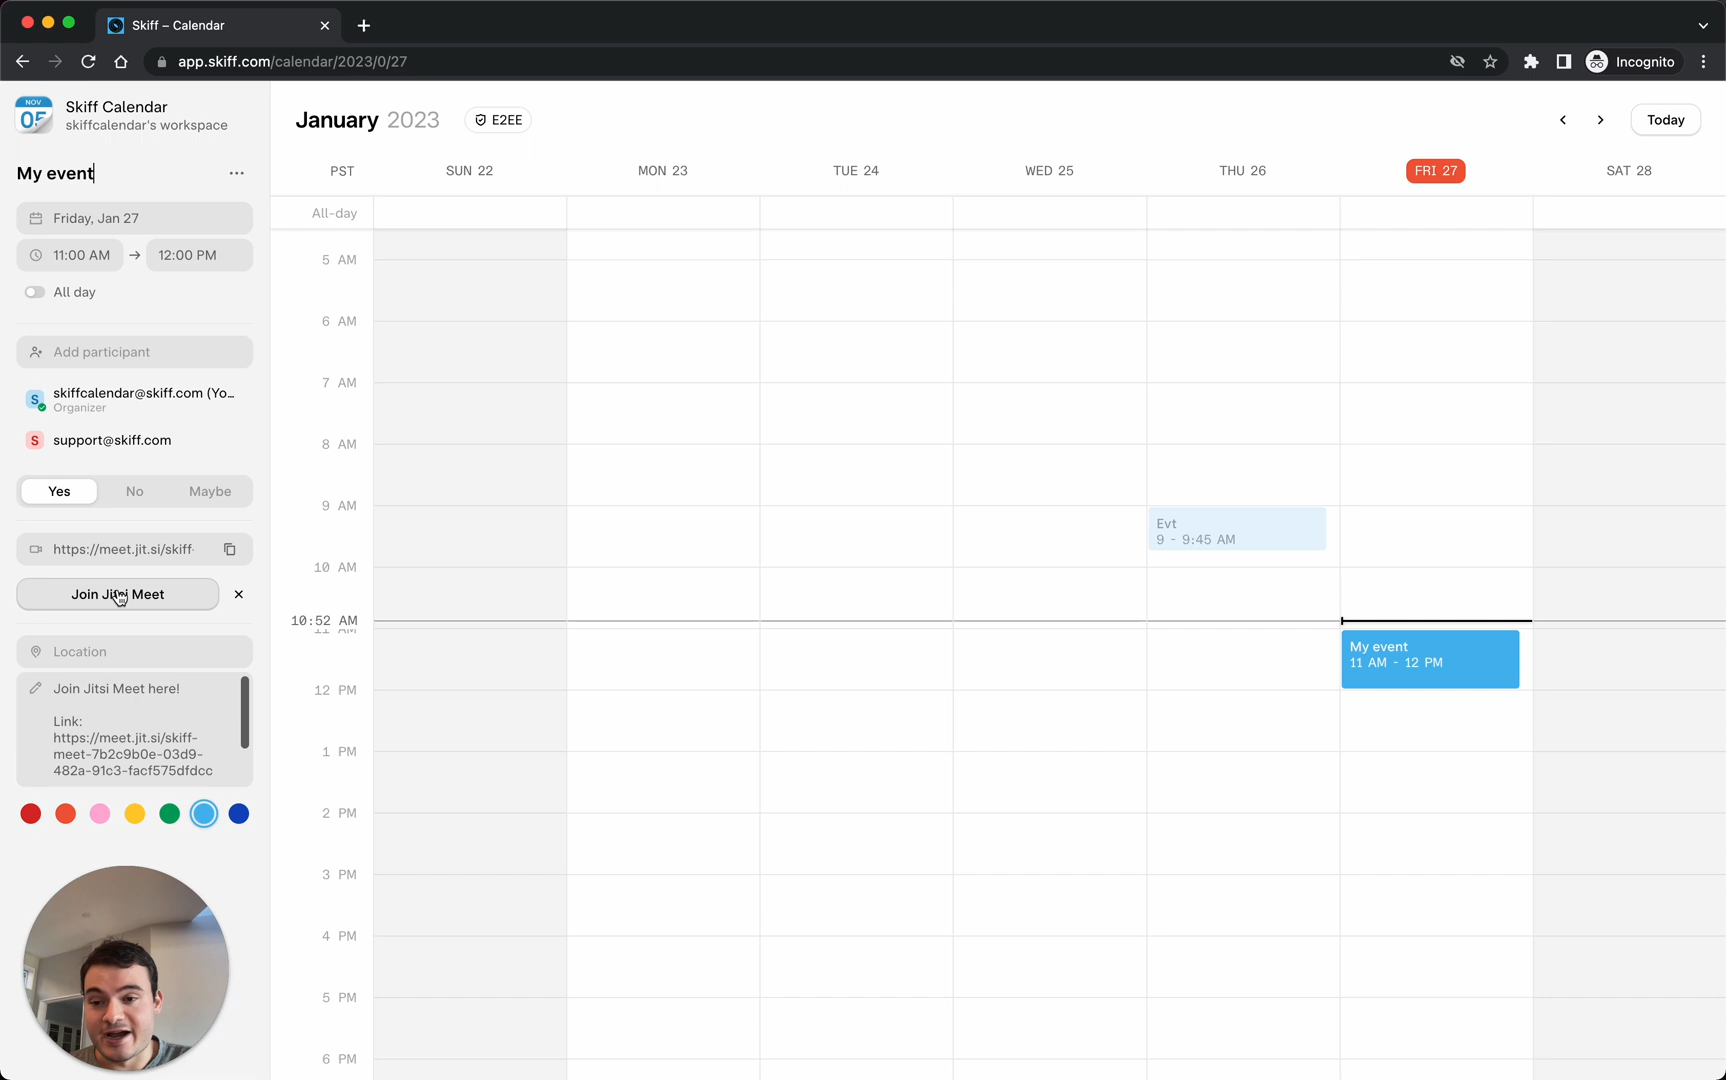 Skiff – Calendar
app.skiff.com/calendar/2023/0/27
Incognito
NOV
05
Skiff Calendar
skiffcalendar's workspace
My event
Friday, Jan 27
11:00 AM → 12:00 PM
All day
Add participant
S
skiffcalendar@skiff.com (Yo...
Organizer
S
support@skiff.com
Yes
No
Maybe
https://meet.jit.si/skiff-
Join Jitsi Meet
Location
Join Jitsi Meet here!
Link:
https://meet.jit.si/skiff-
meet-7b2c9b0e-03d9-
482a-91c3-facf575dfdcc
January 2023
E2EE
Today
PST
SUN 22
MON 23
TUE 24
WED 25
THU 26
FRI 27
SAT 28
All-day
5 AM
6 AM
7 AM
8 AM
9 AM
Evt
9 - 9:45 AM
10 AM
10:52 AM
11 AM
My event
11 AM - 12 PM
12 PM
1 PM
2 PM
3 PM
4 PM
5 PM
6 PM